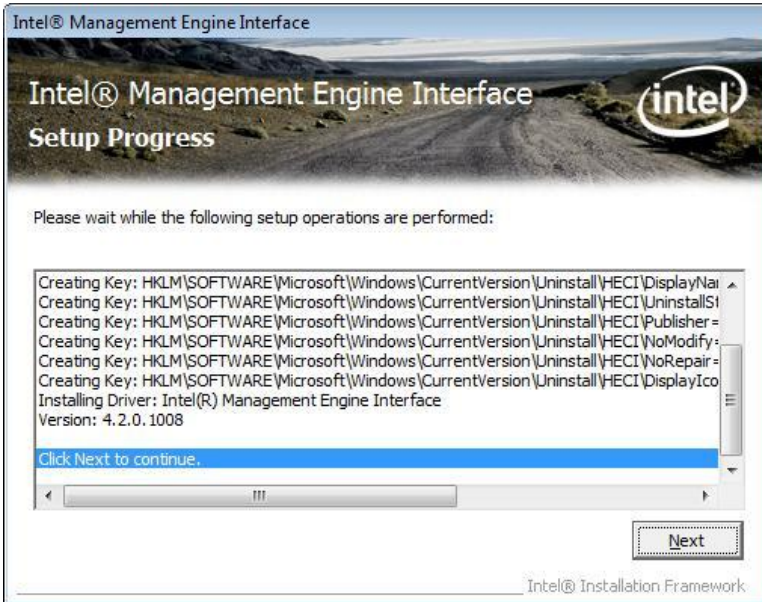 Intel® Management Engine Interface
Intel® Management Engine Interface
intel
Setup Progress
Please wait while the following setup operations are performed:
Creating Key: HKLM\SOFTWARE\Microsoft\Windows\CurrentVersion\Uninstall\HECI\DisplayNa
Creating Key: HKLM\SOFTWARE\Microsoft\Windows\CurrentVersion\Uninstall\HECI\UninstallSt
Creating Key: HKLM\SOFTWARE\Microsoft\Windows\CurrentVersion\Uninstall\HECI\Publisher=
Creating Key: HKLM\SOFTWARE\Microsoft\Windows\CurrentVersion\Uninstall\HECI\NoModify=
Creating Key: HKLM\SOFTWARE\Microsoft\Windows\CurrentVersion\Uninstall\HECI\NoRepair=
Creating Key: HKLM\SOFTWARE\Microsoft\Windows\CurrentVersion\Uninstall\HECI\DisplayIco
Installing Driver: Intel(R) Management Engine Interface
Version: 4.2.0.1008
Click Next to continue.
Next
Intel® Installation Framework